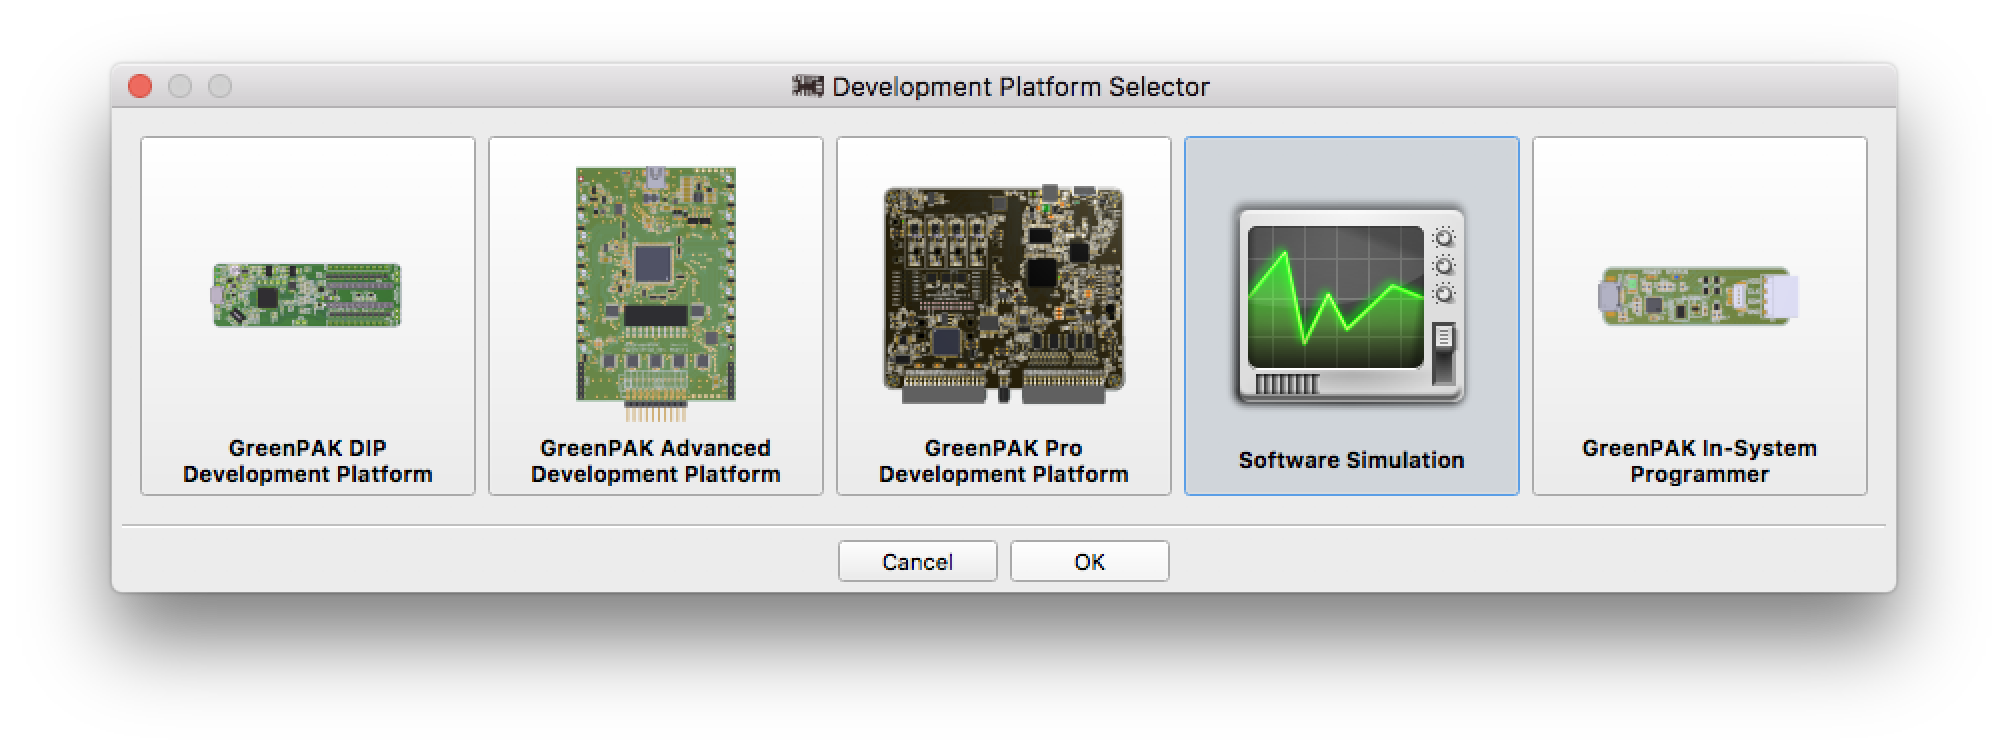 Development Platform Selector
GreenPAK DIP
Development Platform
GreenPAK Advanced
Development Platform
GreenPAK Pro
Development Platform
Software Simulation
GreenPAK In-System
Programmer
Cancel
OK